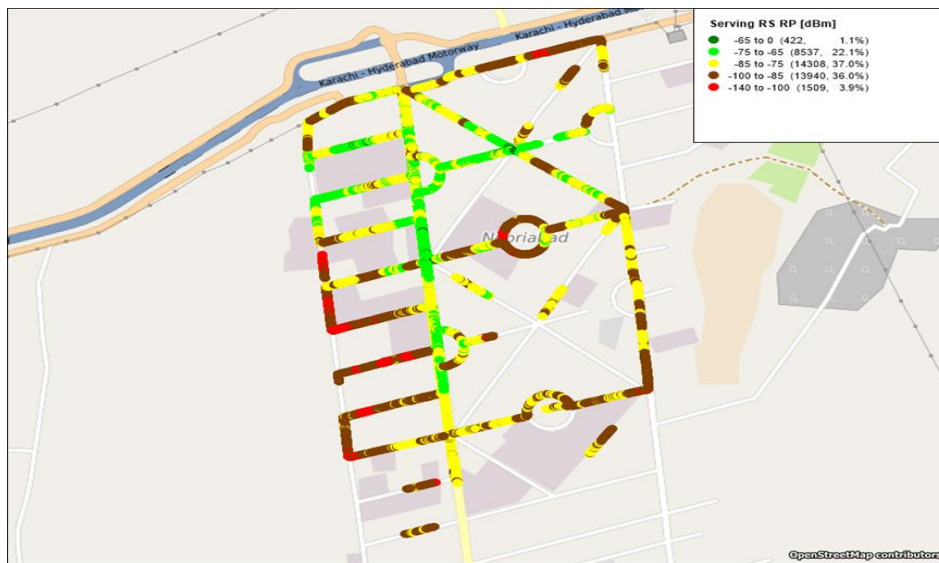 Karachi - Hyderabad Motorway
Karachi - Hyderabad Motorway
Serving RS RP [dBm]
-65 to 0 (422, 1.1%)
-75 to -65 (8537, 22.1%)
-85 to -75 (14308, 37.0%)
-100 to -85 (13940, 36.0%)
-140 to -100 (1509, 3.9%)
Nooriabad
OpenStreetMap contributors